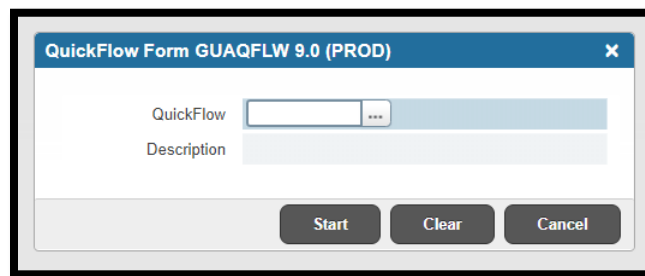 QuickFlow Form GUAQFLW 9.0 (PROD) ×
QuickFlow ...
Description
Start Clear Cancel